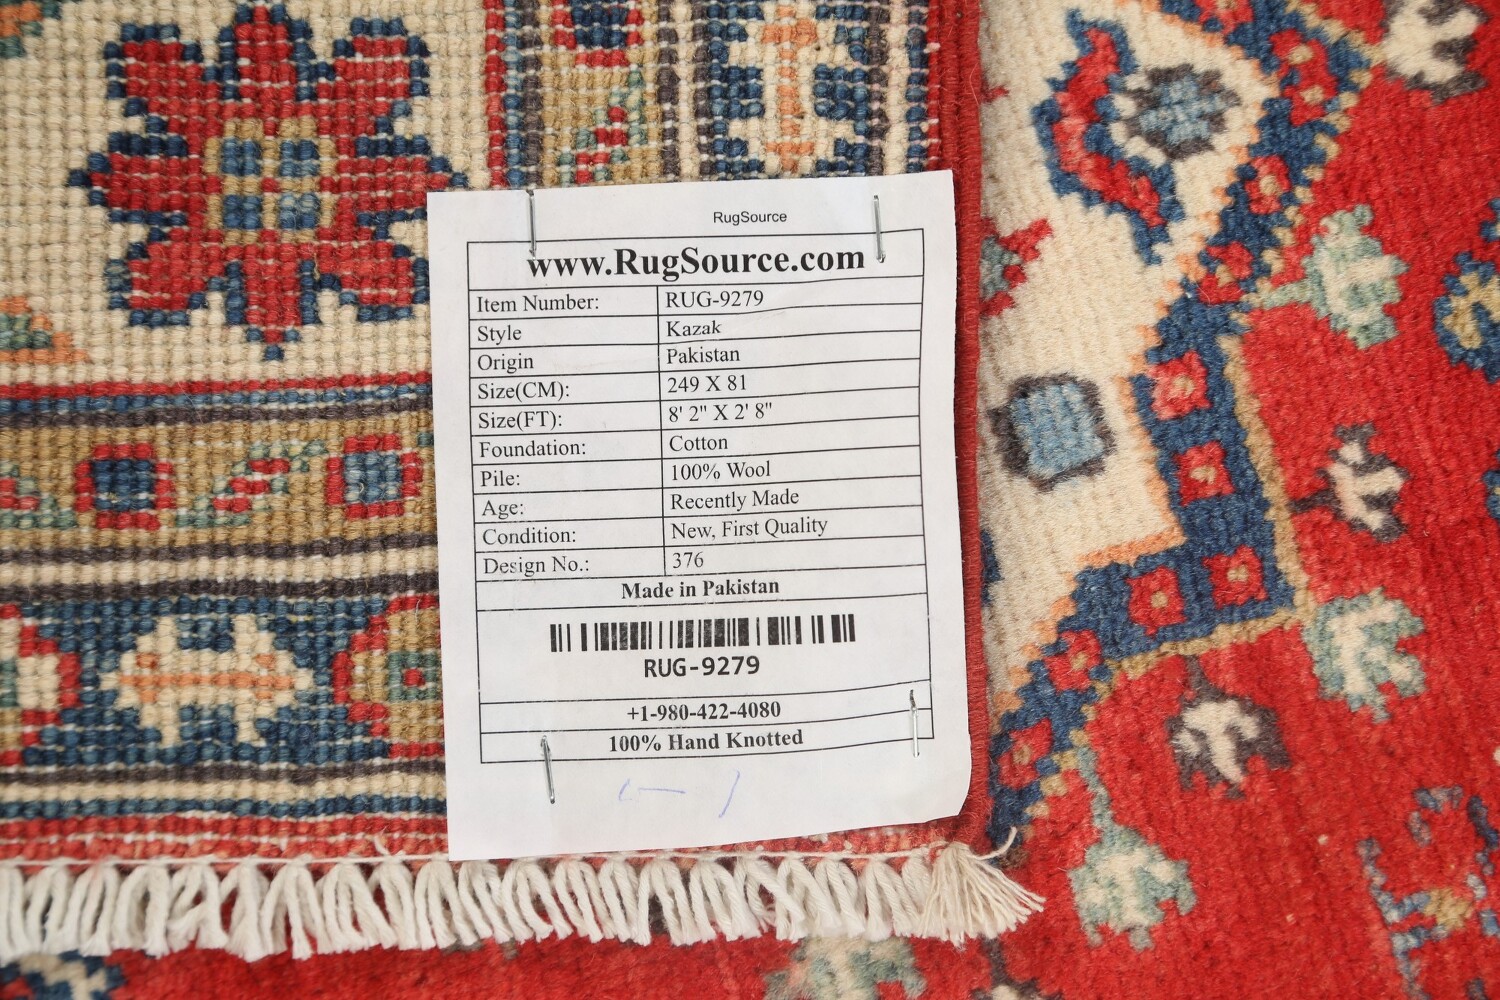 RugSource
www.RugSource.com
Item Number: RUG-9279
Style Kazak
Origin Pakistan
Size(CM): 249 X 81
Size(FT): 8' 2" X 2' 8"
Foundation: Cotton
Pile: 100% Wool
Age: Recently Made
Condition: New, First Quality
Design No.: 376
Made in Pakistan
RUG-9279
+1-980-422-4080
100% Hand Knotted